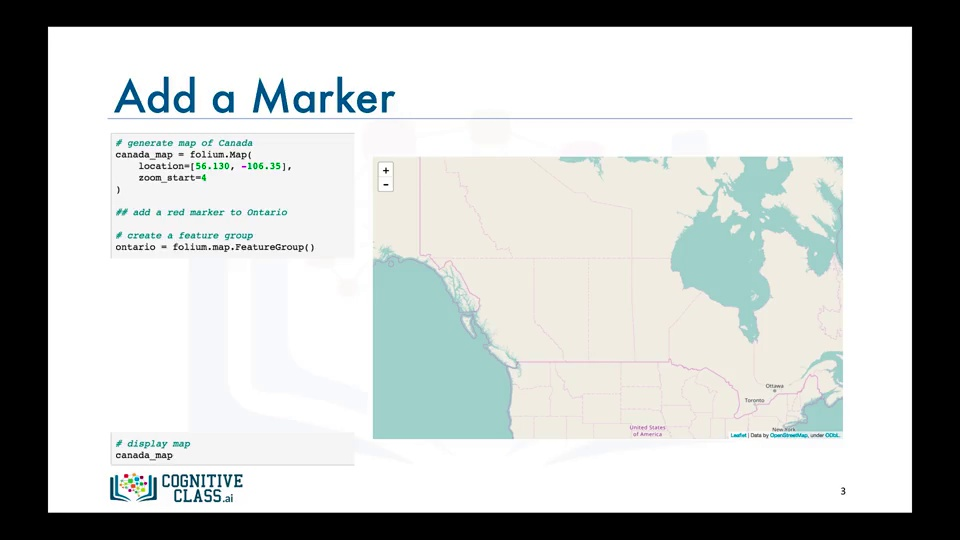 Add a Marker
# generate map of Canada
canada_map = folium.Map(
    location=[56.130, -106.35],
    zoom_start=4
)
## add a red marker to Ontario
# create a feature group
ontario = folium.map.FeatureGroup()
+
-
Ottawa
Toronto
New York
United States
of America
Leaflet | Data by OpenStreetMap, under ODbL.
# display map
canada_map
COGNITIVE
CLASS.ai
3